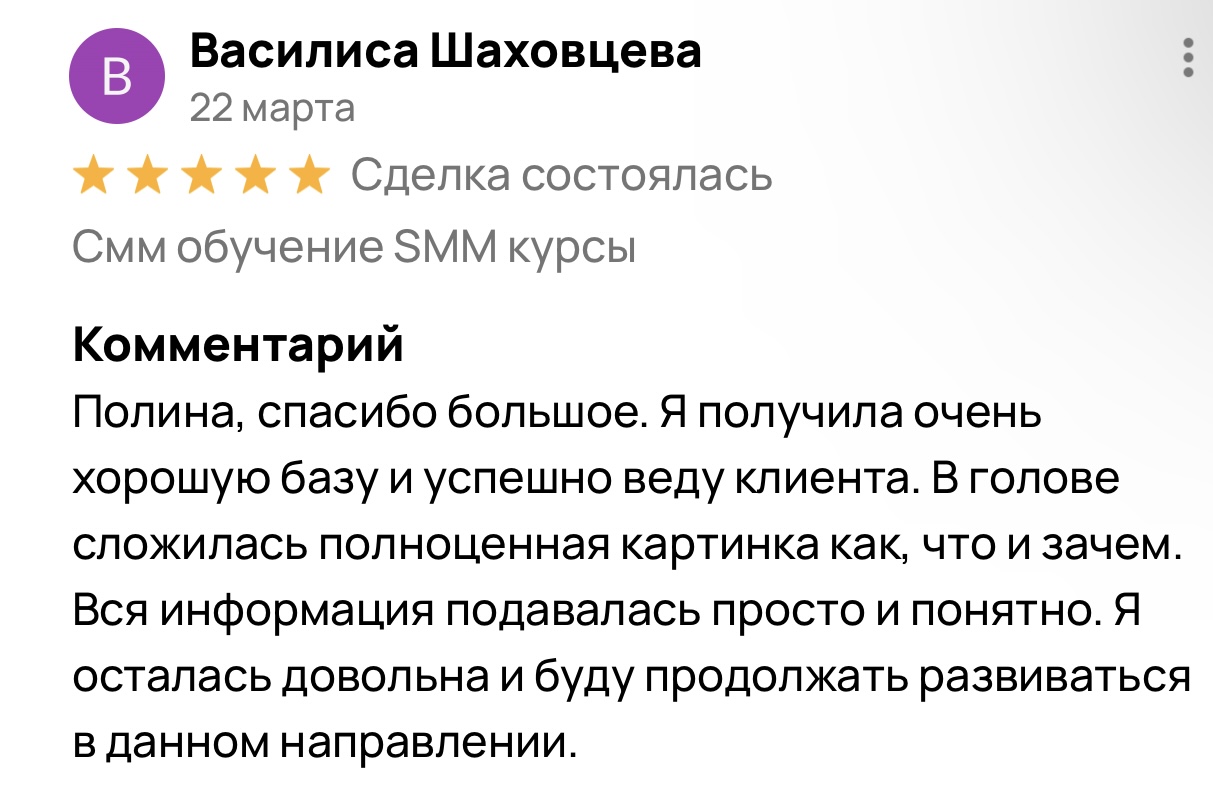 В
Василиса Шаховцева
22 марта
Сделка состоялась
Смм обучение SMM курсы
Комментарий
Полина, спасибо большое. Я получила очень
хорошую базу и успешно веду клиента. В голове
сложилась полноценная картинка как, что и зачем.
Вся информация подавалась просто и понятно. Я
осталась довольна и буду продолжать развиваться
в данном направлении.